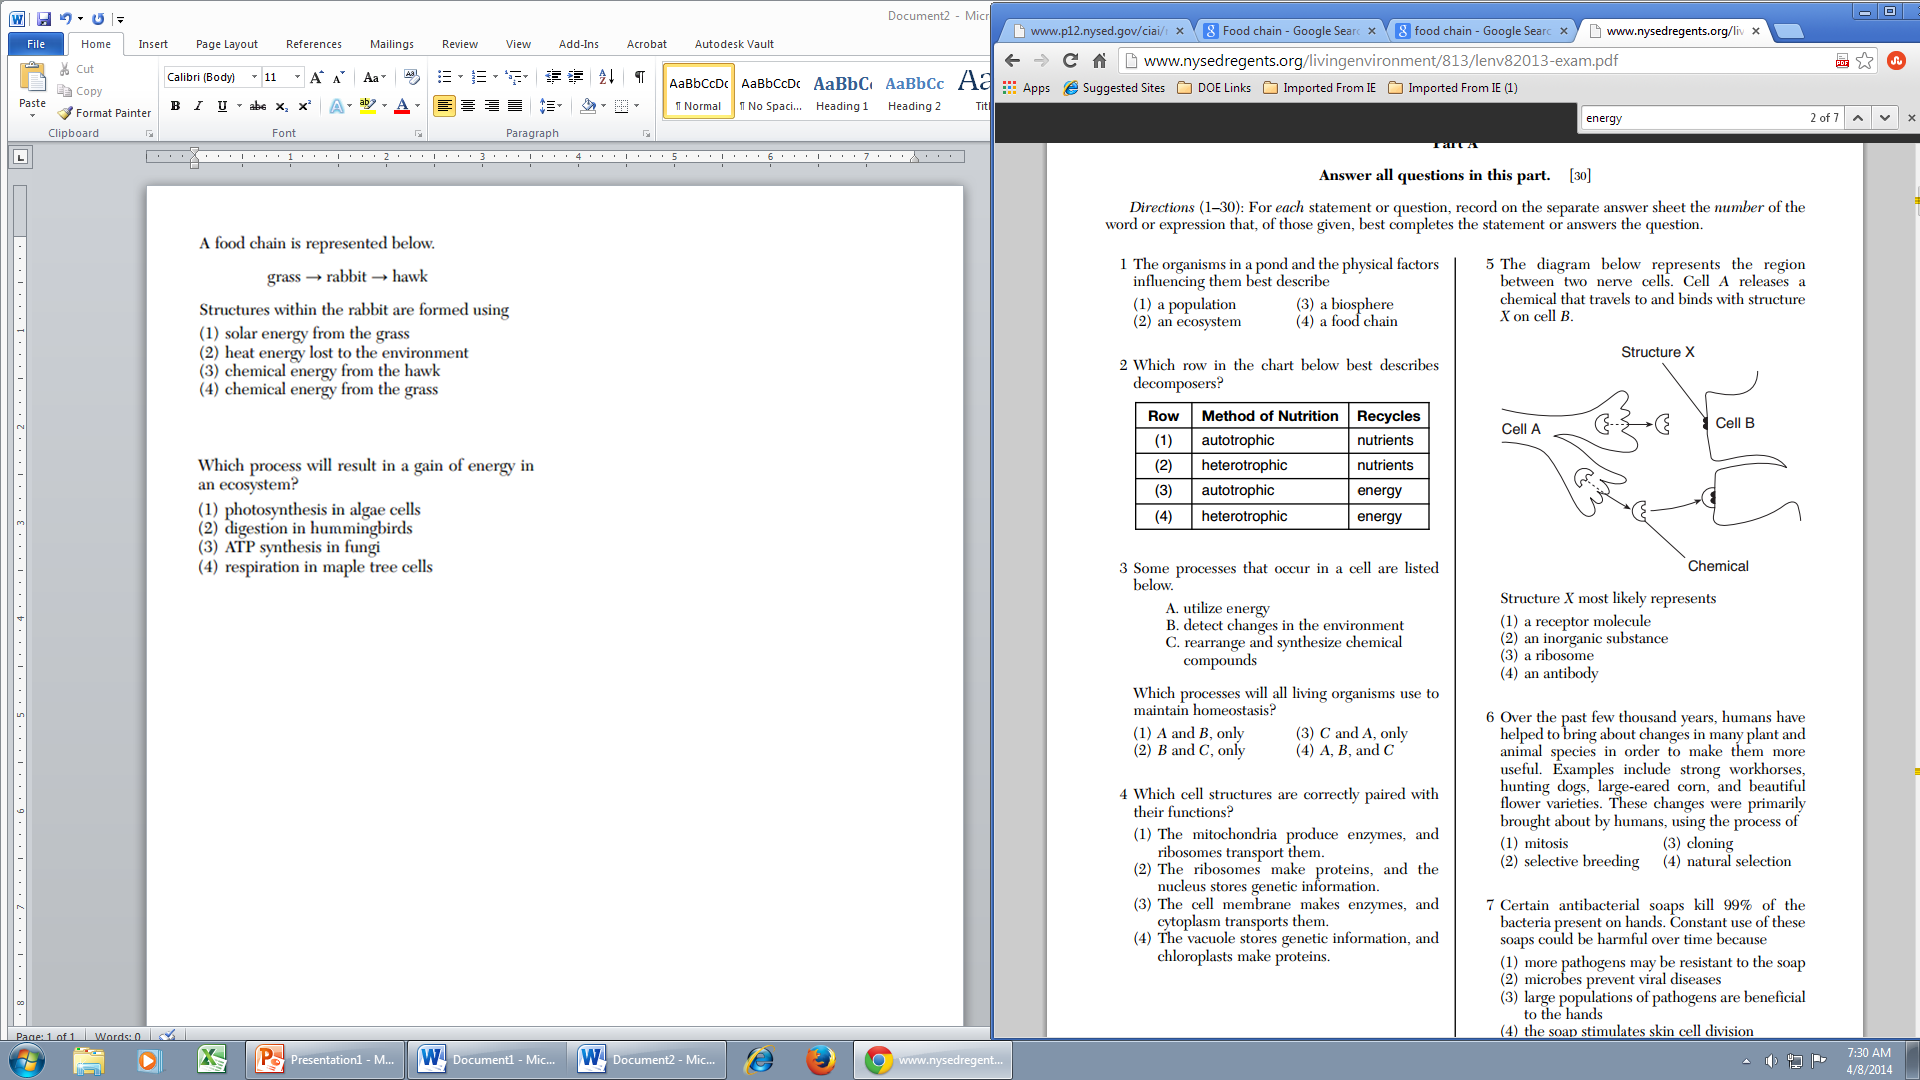 Document2 - Micr
File Home Insert Page Layout References Mailings Review View Add-Ins Acrobat Autodesk Vault
Paste
Cut
Copy
Format Painter
Clipboard
Calibri (Body) 11
Font
Paragraph
AaBbCcDc AaBbCcDc AaBbC AaBbCc Aa
¶ Normal ¶ No Spaci... Heading 1 Heading 2 Titl
1 2 3 4 5 6 7
A food chain is represented below.
grass → rabbit → hawk
Structures within the rabbit are formed using
(1) solar energy from the grass
(2) heat energy lost to the environment
(3) chemical energy from the hawk
(4) chemical energy from the grass
Which process will result in a gain of energy in
an ecosystem?
(1) photosynthesis in algae cells
(2) digestion in hummingbirds
(3) ATP synthesis in fungi
(4) respiration in maple tree cells
Page: 1 of 1 Words: 0
www.p12.nysed.gov/ciai/ Food chain - Google Searc food chain - Google Searc www.nysedregents.org/liv
www.nysedregents.org/livingenvironment/813/lenv82013-exam.pdf
Apps Suggested Sites DOE Links Imported From IE Imported From IE (1)
energy 2 of 7
Part A
Answer all questions in this part. [30]
Directions (1–30): For each statement or question, record on the separate answer sheet the number of the
word or expression that, of those given, best completes the statement or answers the question.
1 The organisms in a pond and the physical factors
influencing them best describe
(1) a population (3) a biosphere
(2) an ecosystem (4) a food chain
2 Which row in the chart below best describes
decomposers?
Row Method of Nutrition Recycles
(1) autotrophic nutrients
(2) heterotrophic nutrients
(3) autotrophic energy
(4) heterotrophic energy
3 Some processes that occur in a cell are listed
below.
A. utilize energy
B. detect changes in the environment
C. rearrange and synthesize chemical
compounds
Which processes will all living organisms use to
maintain homeostasis?
(1) A and B, only (3) C and A, only
(2) B and C, only (4) A, B, and C
4 Which cell structures are correctly paired with
their functions?
(1) The mitochondria produce enzymes, and
ribosomes transport them.
(2) The ribosomes make proteins, and the
nucleus stores genetic information.
(3) The cell membrane makes enzymes, and
cytoplasm transports them.
(4) The vacuole stores genetic information, and
chloroplasts make proteins.
5 The diagram below represents the region
between two nerve cells. Cell A releases a
chemical that travels to and binds with structure
X on cell B.
Structure X
Cell A
Cell B
Chemical
Structure X most likely represents
(1) a receptor molecule
(2) an inorganic substance
(3) a ribosome
(4) an antibody
6 Over the past few thousand years, humans have
helped to bring about changes in many plant and
animal species in order to make them more
useful. Examples include strong workhorses,
hunting dogs, large-eared corn, and beautiful
flower varieties. These changes were primarily
brought about by humans, using the process of
(1) mitosis (3) cloning
(2) selective breeding (4) natural selection
7 Certain antibacterial soaps kill 99% of the
bacteria present on hands. Constant use of these
soaps could be harmful over time because
(1) more pathogens may be resistant to the soap
(2) microbes prevent viral diseases
(3) large populations of pathogens are beneficial
to the hands
(4) the soap stimulates skin cell division
Presentation1 - M... Document1 - Mic... Document2 - Mic... www.nysedregent...
7:30 AM
4/8/2014